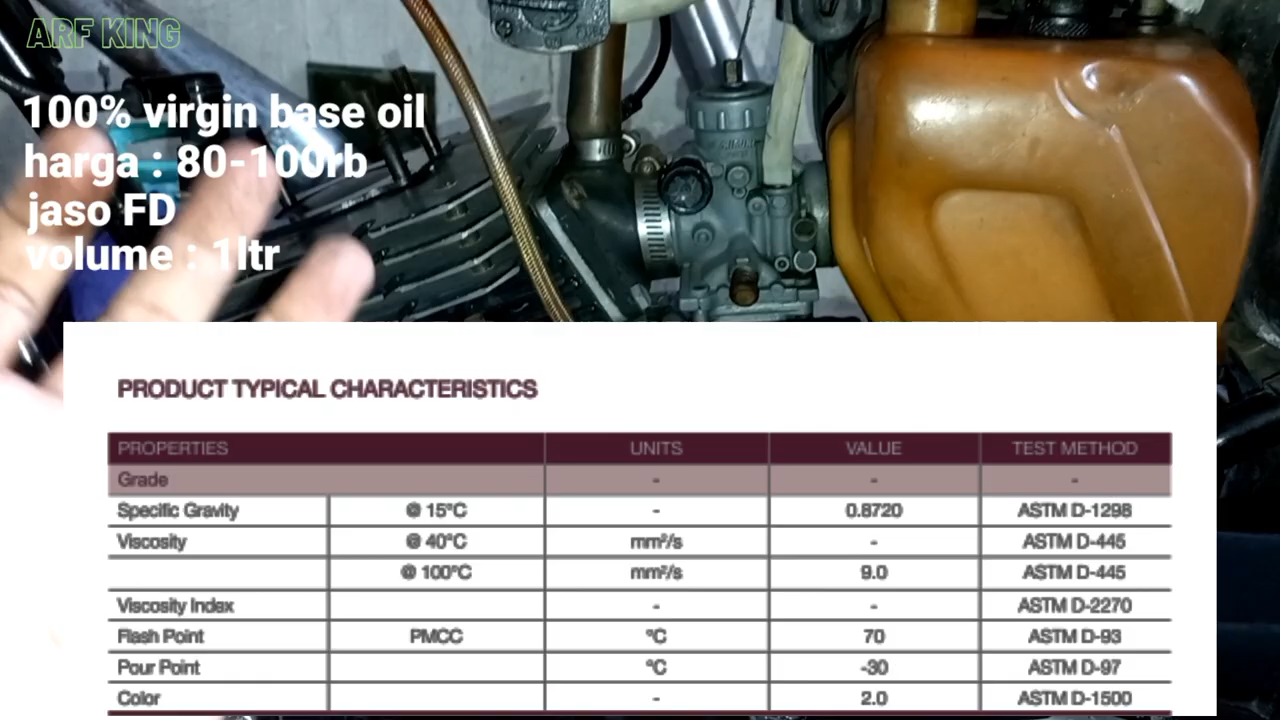 ARF KING
100% virgin base oil
harga : 80-100rb
jaso FD
volume : 1ltr
PRODUCT TYPICAL CHARACTERISTICS
PROPERTIES UNITS VALUE TEST METHOD
Grade - - -
Specific Gravity @ 15°C - 0.8720 ASTM D-1298
Viscosity @ 40°C mm²/s - ASTM D-445
@ 100°C mm²/s 9.0 ASTM D-445
Viscosity Index - - ASTM D-2270
Flash Point PMCC °C 70 ASTM D-93
Pour Point °C -30 ASTM D-97
Color - 2.0 ASTM D-1500